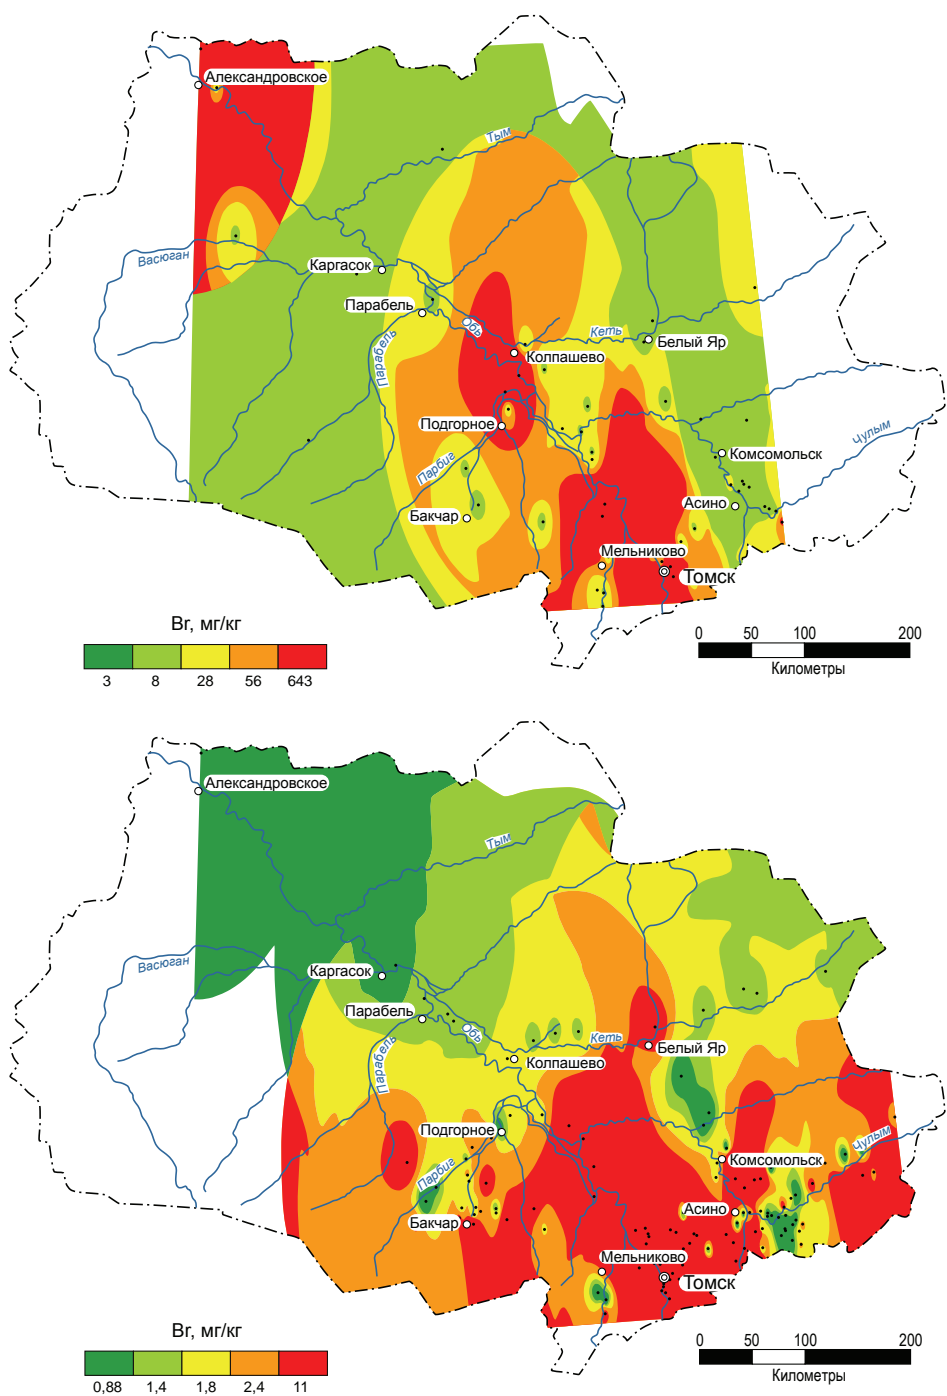 Александровское
Тым
Васюган
Каргасок
Парабель
Обь
Парабель
Кеть
Белый Яр
Колпашево
Чулым
Подгорное
Комсомольск
Парбиг
Бакчар
Асино
Мельниково
Томск
Br, мг/кг
3 8 28 56 643
0 50 100 200
Километры
Александровское
Тым
Васюган
Каргасок
Парабель
Обь
Парабель
Кеть
Белый Яр
Колпашево
Подгорное
Чулым
Комсомольск
Парбиг
Бакчар
Асино
Мельниково
Томск
Br, мг/кг
0,88 1,4 1,8 2,4 11
0 50 100 200
Километры